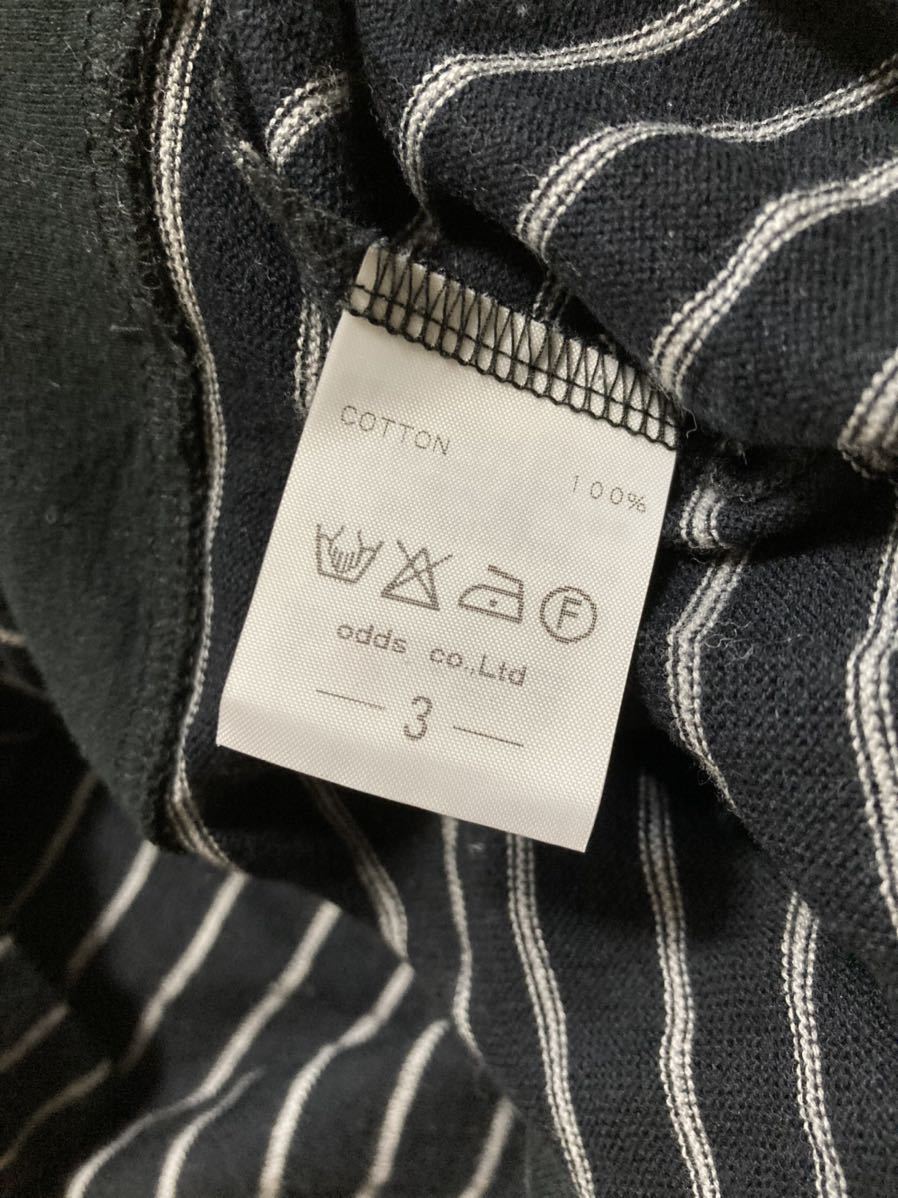 COTTON
100%
F
odds co.,Ltd
3